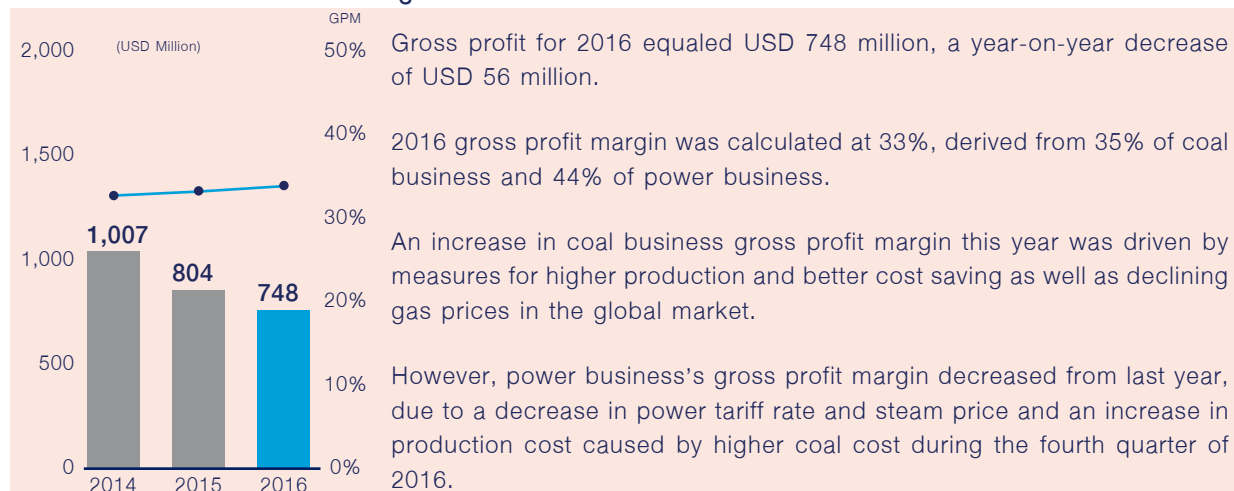 GPM
(USD Million)
2,000
1,500
1,000
500
0
50%
40%
30%
20%
10%
0%
1,007
804
748
2014
2015
2016
Gross profit for 2016 equaled USD 748 million, a year-on-year decrease
of USD 56 million.
2016 gross profit margin was calculated at 33%, derived from 35% of coal
business and 44% of power business.
An increase in coal business gross profit margin this year was driven by
measures for higher production and better cost saving as well as declining
gas prices in the global market.
However, power business's gross profit margin decreased from last year,
due to a decrease in power tariff rate and steam price and an increase in
production cost caused by higher coal cost during the fourth quarter of
2016.